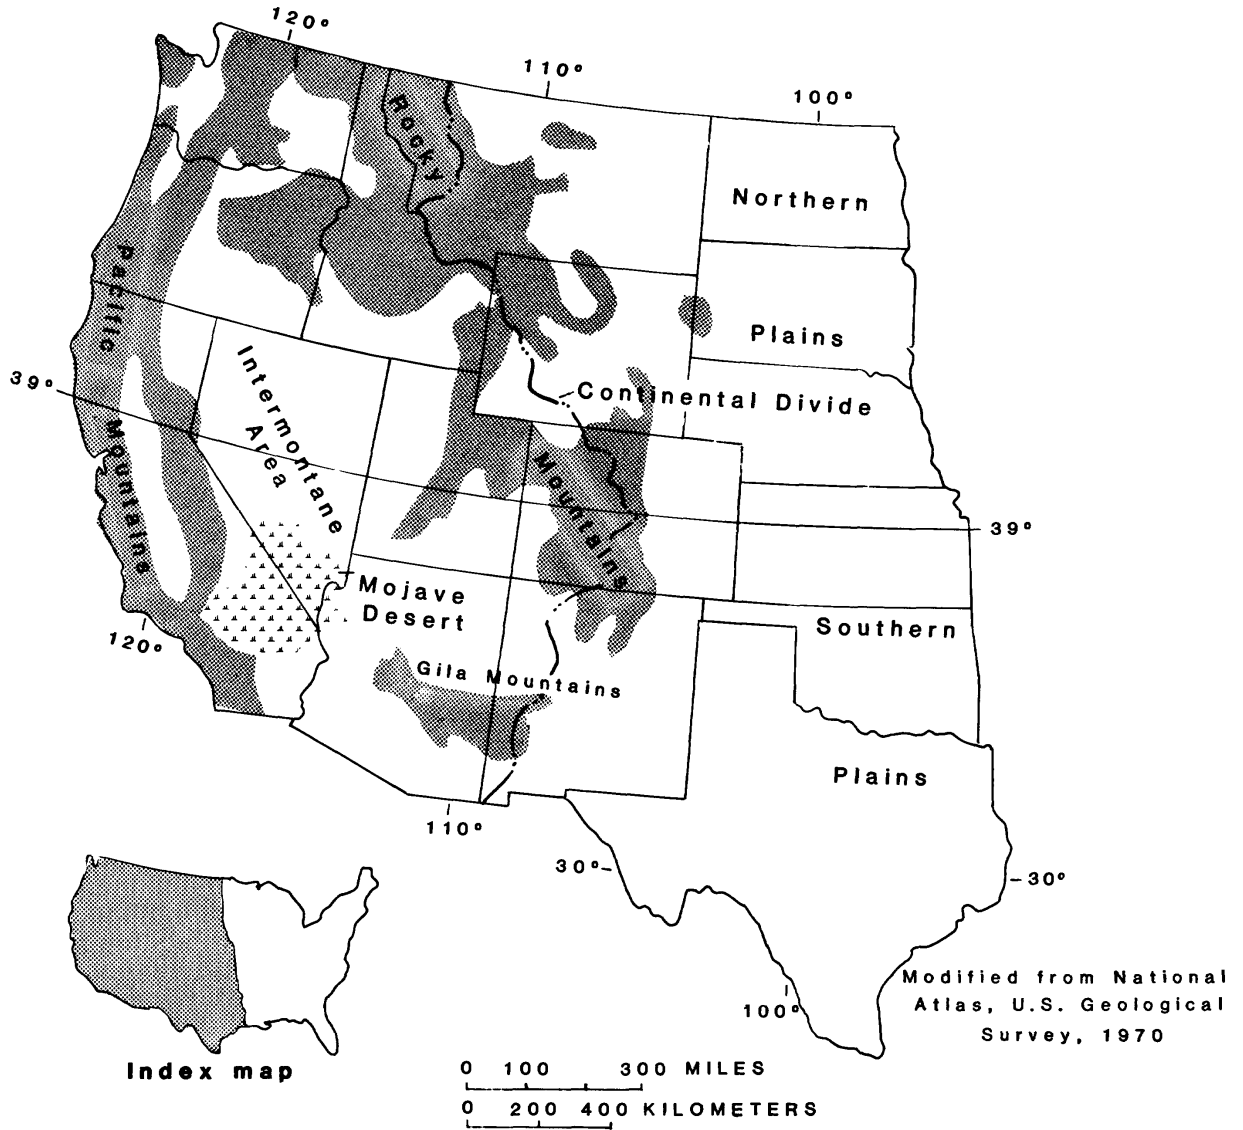 120°
110°
100°
Rocky
Northern
Pacific
Plains
39°
Intermontane
Area
Continental Divide
Mountains
Mountains
39°
Mojave
Desert
120°
Southern
Gila Mountains
Plains
110°
30°
30°
100°
Modified from National
Atlas, U.S. Geological
Survey, 1970
Index map
0 100 300 MILES
0 200 400 KILOMETERS